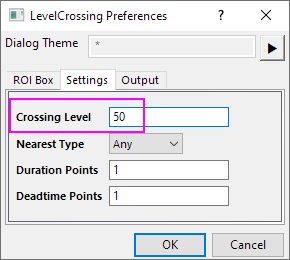 LevelCrossing Preferences
Dialog Theme *
ROI Box Settings Output
Crossing Level 50
Nearest Type Any
Duration Points 1
Deadtime Points 1
OK Cancel